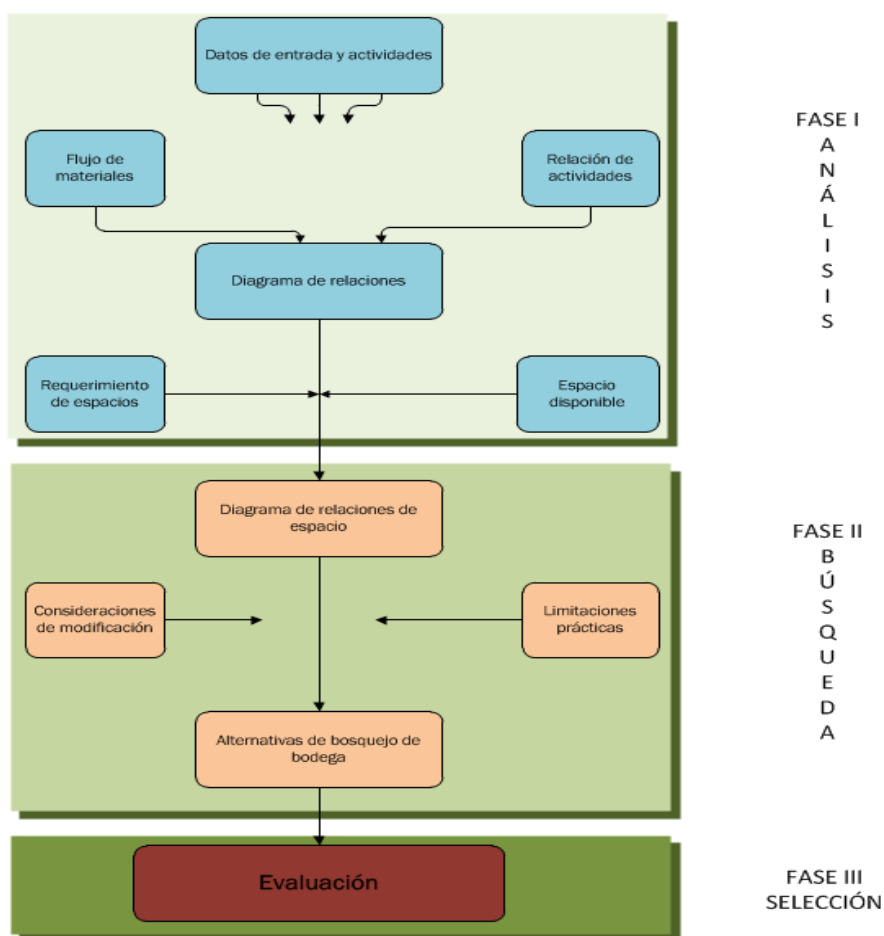 Datos de entrada y actividades
Flujo de
materiales
Relación de
actividades
Diagrama de relaciones
Requerimiento
de espacios
Espacio
disponible
FASE I
A
N
Á
L
I
S
I
S
Diagrama de relaciones de
espacio
Consideraciones
de modificación
Limitaciones
prácticas
Alternativas de bosquejo de
bodega
FASE II
B
Ú
S
Q
U
E
D
A
Evaluación
FASE III
SELECCIÓN